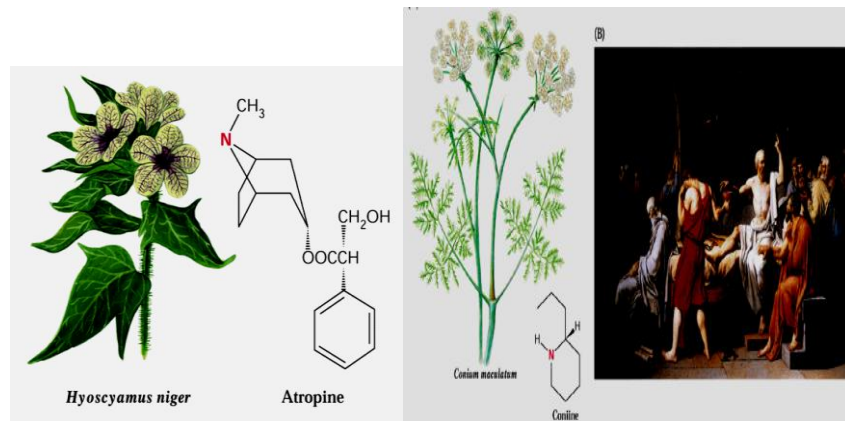 CH₃
N
CH₂OH
OOCCH
Hyoscyamus niger
Atropine
(B)
H
H
N
Conium maculatum
Coniine